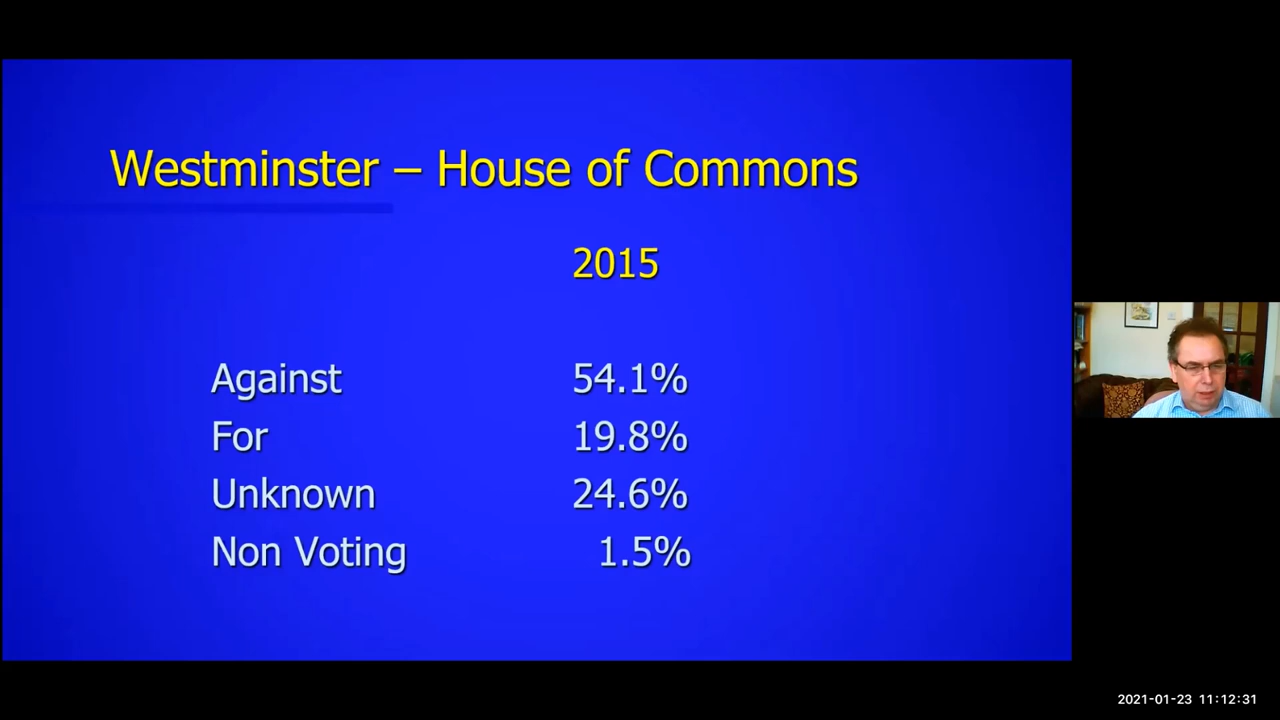 Westminster – House of Commons
2015
Against 54.1%
For 19.8%
Unknown 24.6%
Non Voting 1.5%
2021-01-23 11:12:31